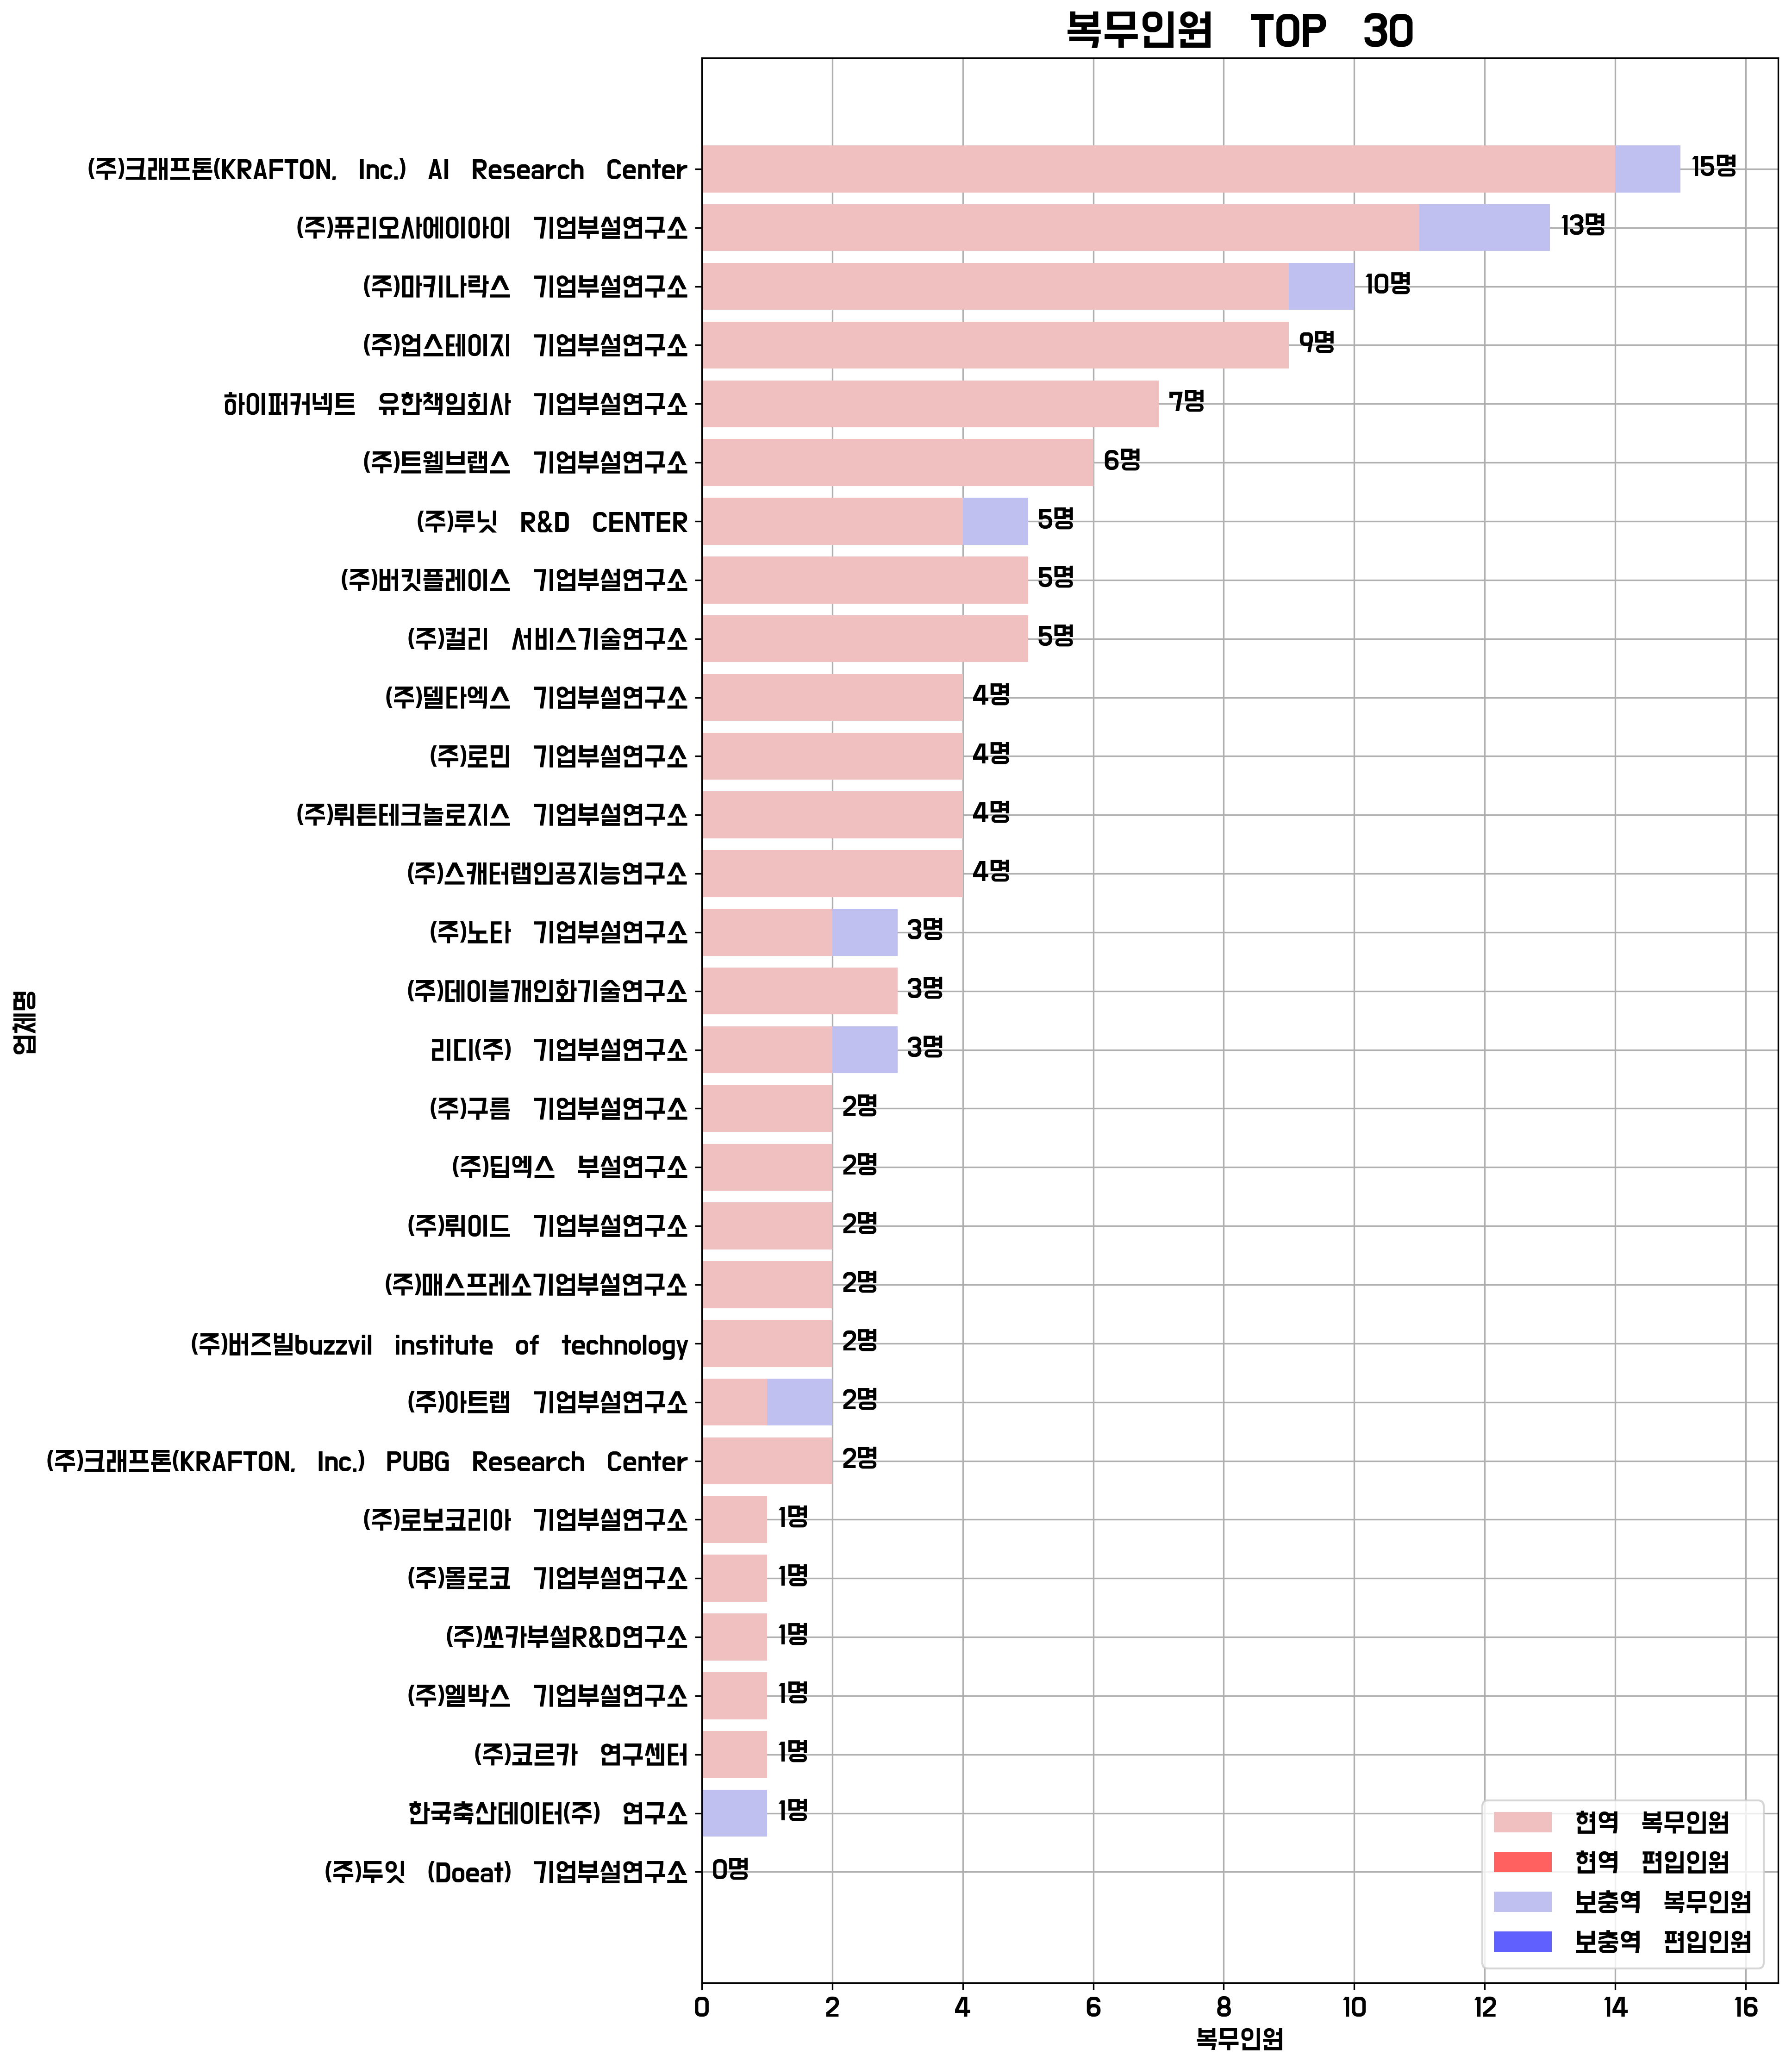 복무인원 TOP 30
(주)크래프톤(KRAFTON, Inc.) AI Research Center 15명
(주)퓨리오사에이아이 기업부설연구소 13명
(주)마키나락스 기업부설연구소 10명
(주)업스테이지 기업부설연구소 9명
하이퍼커넥트 유한책임회사 기업부설연구소 7명
(주)트웰브랩스 기업부설연구소 6명
(주)루닛 R&D CENTER 5명
(주)버킷플레이스 기업부설연구소 5명
(주)컬리 서비스기술연구소 5명
(주)델타엑스 기업부설연구소 4명
(주)로민 기업부설연구소 4명
(주)뤼튼테크놀로지스 기업부설연구소 4명
(주)스캐터랩인공지능연구소 4명
(주)노타 기업부설연구소 3명
(주)데이블개인화기술연구소 3명
리디(주) 기업부설연구소 3명
(주)구름 기업부설연구소 2명
(주)딥엑스 부설연구소 2명
(주)뤼이드 기업부설연구소 2명
(주)매스프레소기업부설연구소 2명
(주)버즈빌buzzvil institute of technology 2명
(주)아트랩 기업부설연구소 2명
(주)크래프톤(KRAFTON, Inc.) PUBG Research Center 2명
(주)로보코리아 기업부설연구소 1명
(주)몰로코 기업부설연구소 1명
(주)쏘카부설R&D연구소 1명
(주)엘박스 기업부설연구소 1명
(주)코르카 연구센터 1명
한국축산데이터(주) 연구소 1명
(주)두잇 (Doeat) 기업부설연구소 0명
업체명
현역 복무인원
현역 편입인원
보충역 복무인원
보충역 편입인원
0 2 4 6 8 10 12 14 16
복무인원